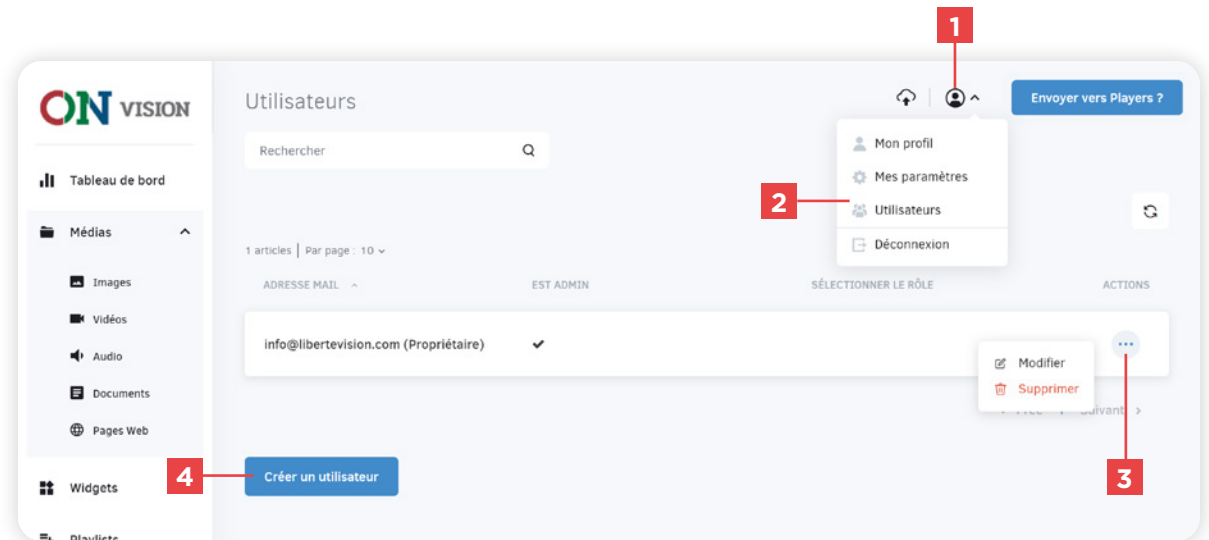 1
ON VISION
Utilisateurs
Envoyer vers Players ?
Rechercher
Mon profil
Mes paramètres
2
Utilisateurs
Déconnexion
Tableau de bord
Médias
Images
Vidéos
Audio
Documents
Pages Web
Widgets
Playlists
1 articles | Par page : 10
ADRESSE MAIL
EST ADMIN
SÉLECTIONNER LE RÔLE
ACTIONS
info@libertevision.com (Propriétaire)
Modifier
Supprimer
Suivant >
4
Créer un utilisateur
3